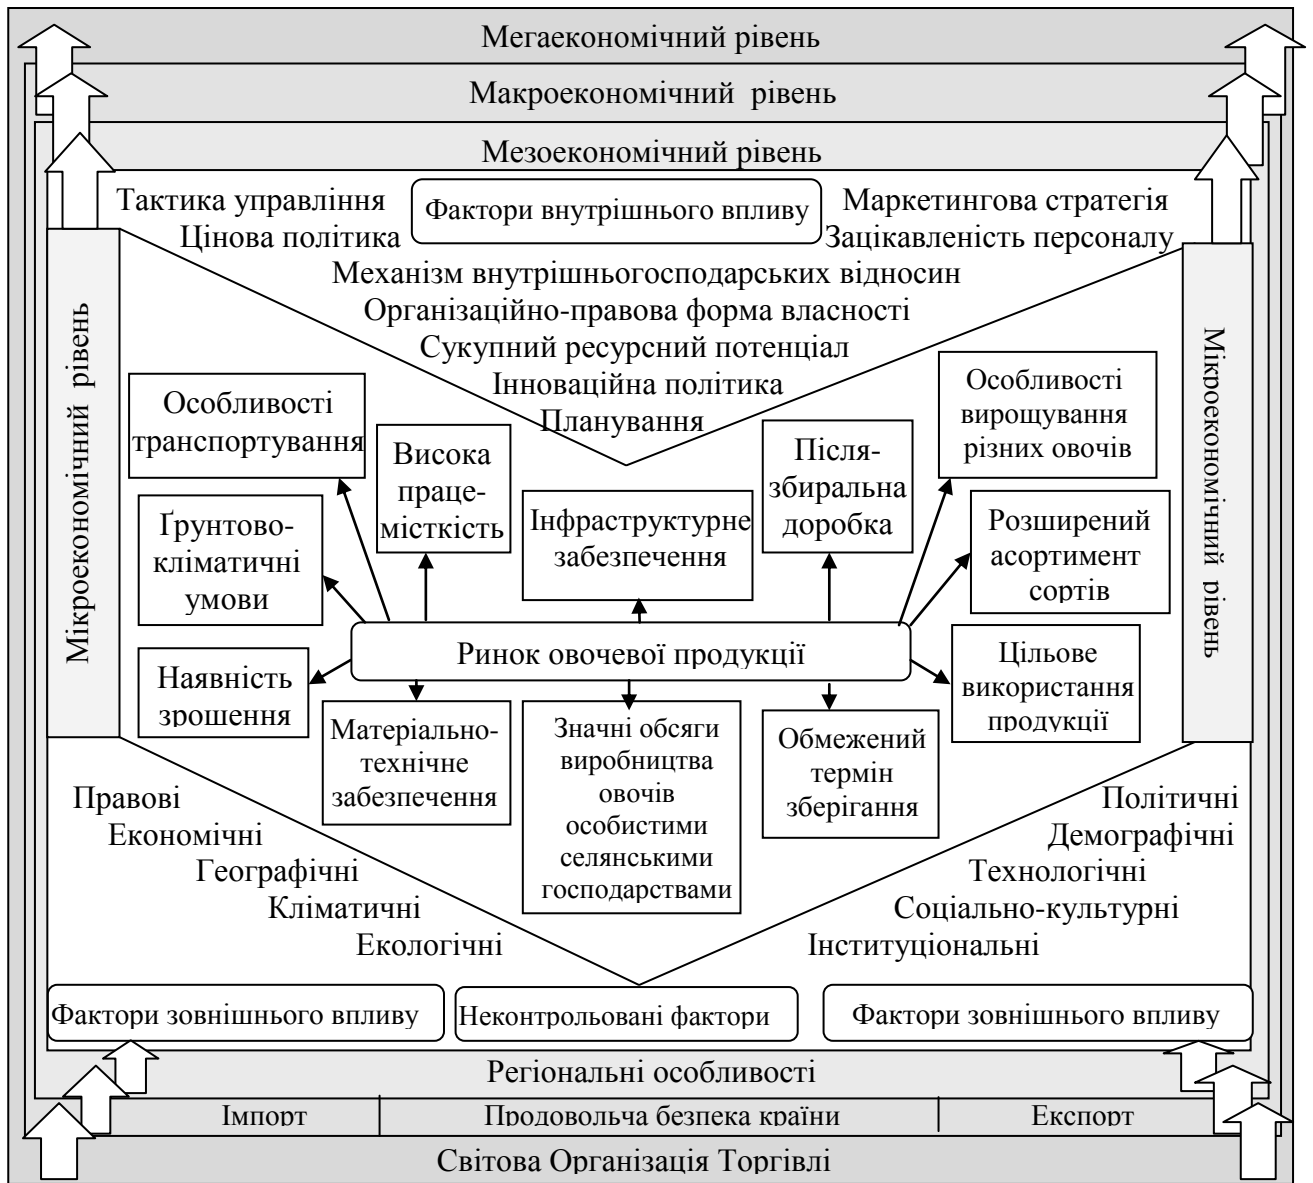 Мегаекономічний рівень
Макроекономічний рівень
Мезоекономічний рівень
Тактика управління
Цінова політика
Фактори внутрішнього впливу
Маркетингова стратегія
Зацікавленість персоналу
Механізм внутрішньогосподарських відносин
Організаційно-правова форма власності
Сукупний ресурсний потенціал
Інноваційна політика
Планування
Мікроекономічний рівень
Мікроекономічний рівень
Особливості
транспортування
Висока
праце-
місткість
Інфраструктурне
забезпечення
Після-
збиральна
доробка
Особливості
вирощування
різних овочів
Ґрунтово-
кліматичні
умови
Розширений
асортимент
сортів
Ринок овочевої продукції
Наявність
зрошення
Матеріально-
технічне
забезпечення
Значні обсяги
виробництва
овочів
особистими
селянськими
господарствами
Обмежений
термін
зберігання
Цільове
використання
продукції
Правові
Економічні
Географічні
Кліматичні
Екологічні
Політичні
Демографічні
Технологічні
Соціально-культурні
Інституціональні
Фактори зовнішнього впливу
Неконтрольовані фактори
Фактори зовнішнього впливу
Регіональні особливості
Імпорт
Продовольча безпека країни
Експорт
Світова Організація Торгівлі